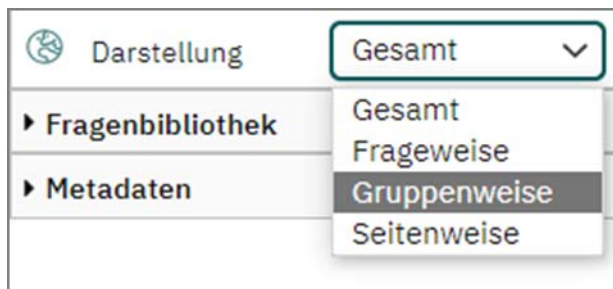 Darstellung
Gesamt
Gesamt
Fragenbibliothek
Frageweise
Metadaten
Gruppenweise
Seitenweise